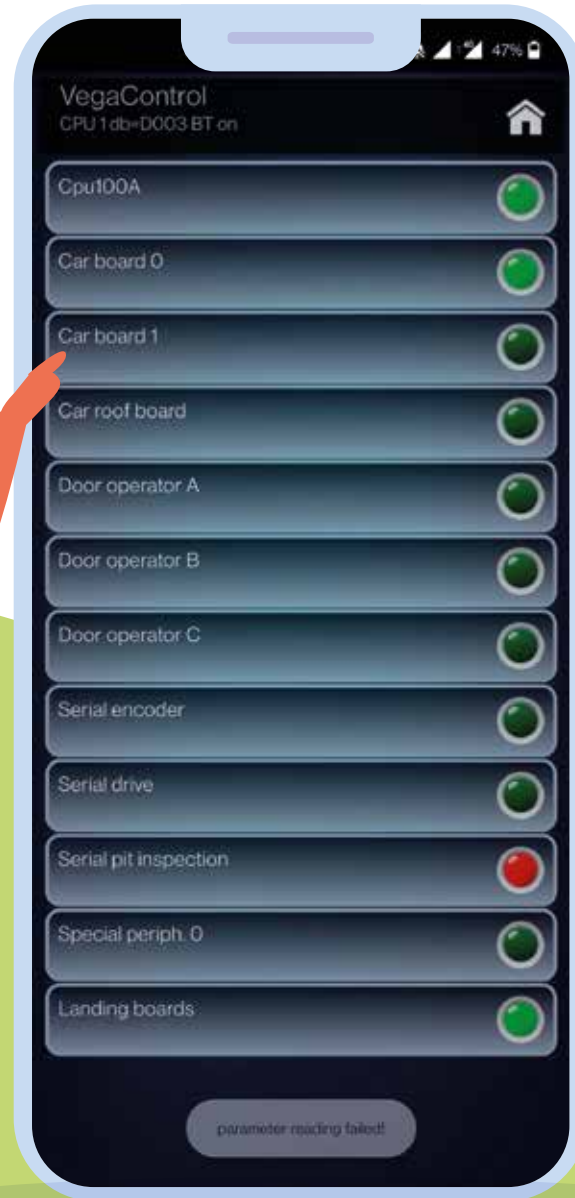 47%
VegaControl
CPU 1 db=D003 BT on
Cpu100A
Car board 0
Car board 1
Car roof board
Door operator A
Door operator B
Door operator C
Serial encoder
Serial drive
Serial pit inspection
Special periph. 0
Landing boards
parameter reading failed!